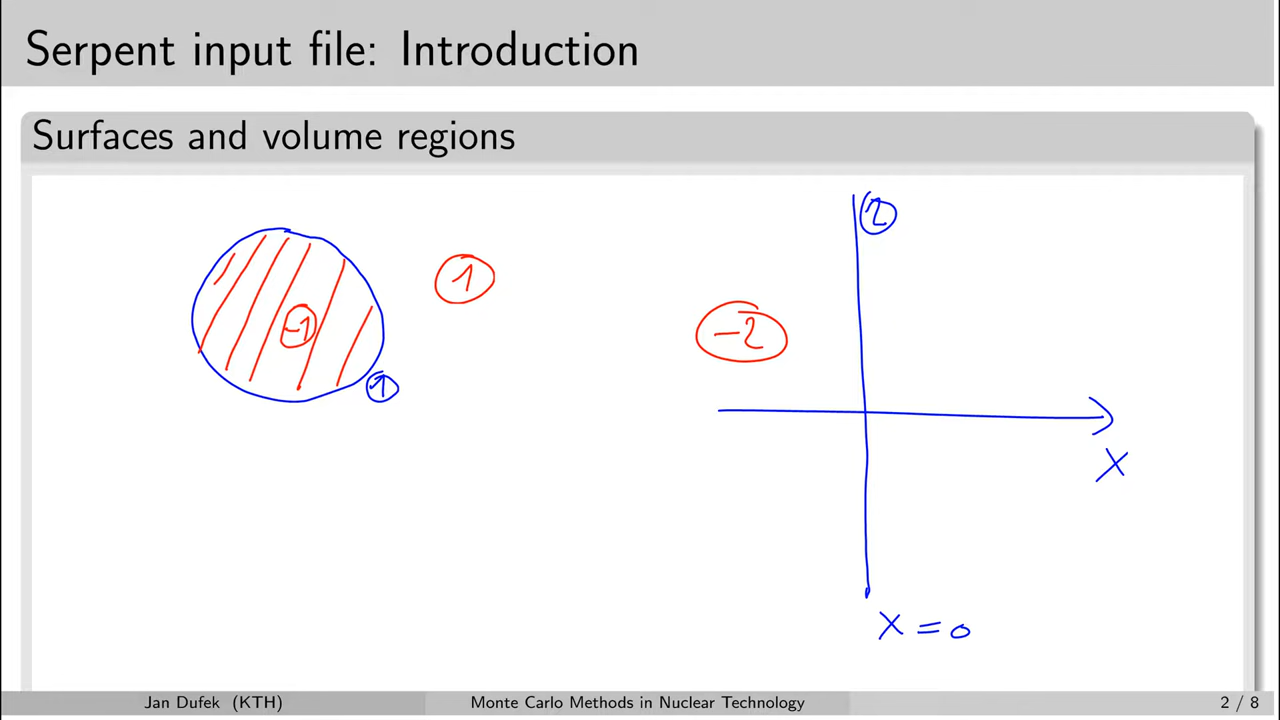 Serpent input file: Introduction
Surfaces and volume regions
2
1
-1
-2
1
X
X = 0
Jan Dufek (KTH) Monte Carlo Methods in Nuclear Technology 2 / 8